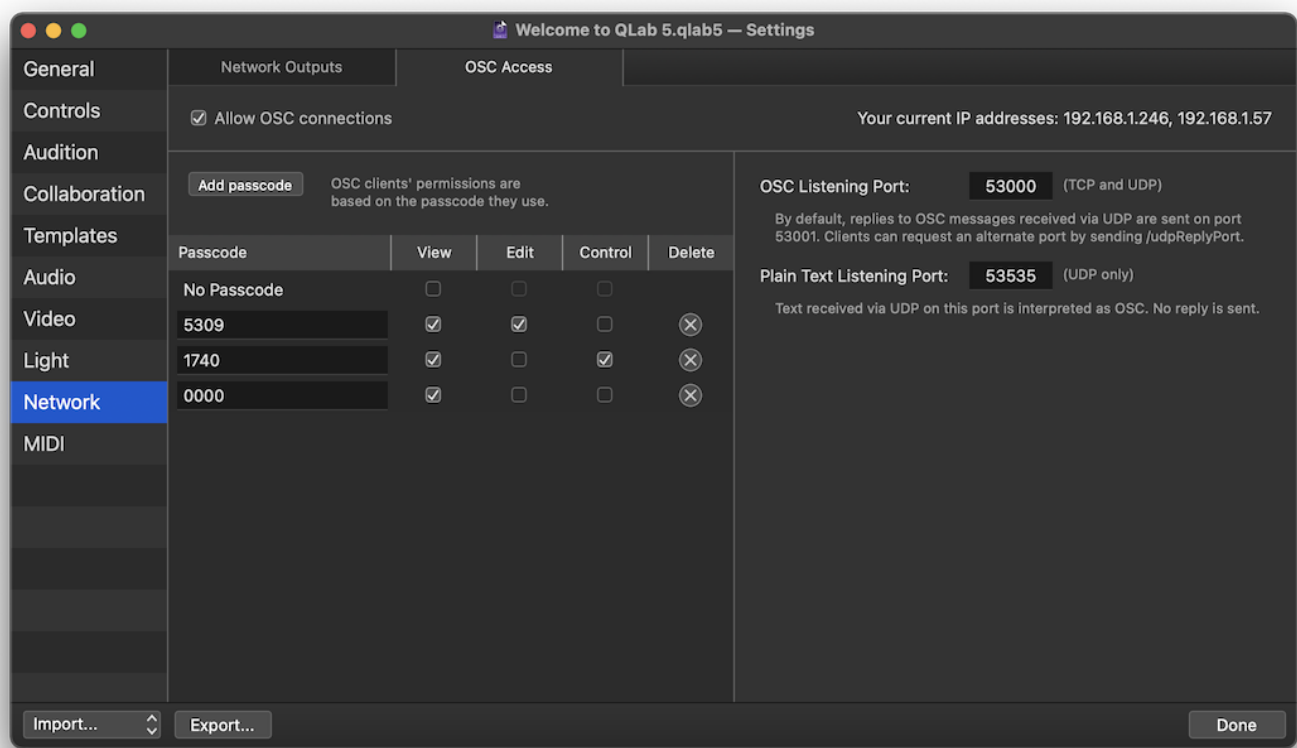 Welcome to QLab 5.qlab5 — Settings
General
Controls
Audition
Collaboration
Templates
Audio
Video
Light
Network
MIDI
Network Outputs
OSC Access
Allow OSC connections
Your current IP addresses: 192.168.1.246, 192.168.1.57
Add passcode
OSC clients' permissions are
based on the passcode they use.
Passcode View Edit Control Delete
No Passcode
5309
1740
0000
OSC Listening Port: 53000 (TCP and UDP)
By default, replies to OSC messages received via UDP are sent on port
53001. Clients can request an alternate port by sending /udpReplyPort.
Plain Text Listening Port: 53535 (UDP only)
Text received via UDP on this port is interpreted as OSC. No reply is sent.
Import...
Export...
Done